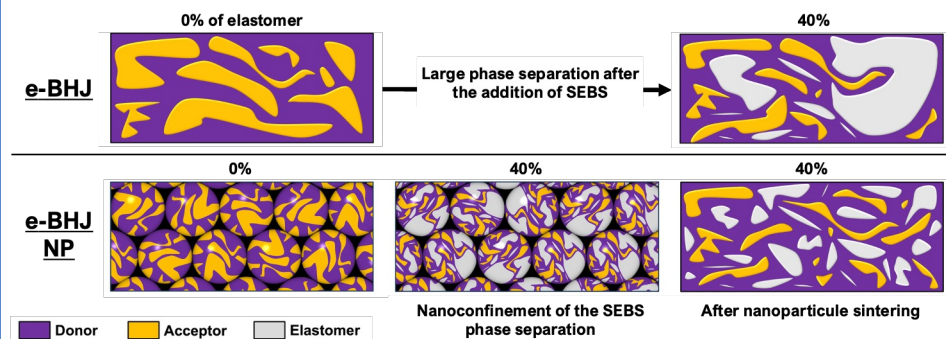 0% of elastomer
40%
e-BHJ
Large phase separation after
the addition of SEBS
0%
40%
40%
e-BHJ
NP
Nanoconfinement of the SEBS
phase separation
After nanoparticule sintering
Donor
Acceptor
Elastomer